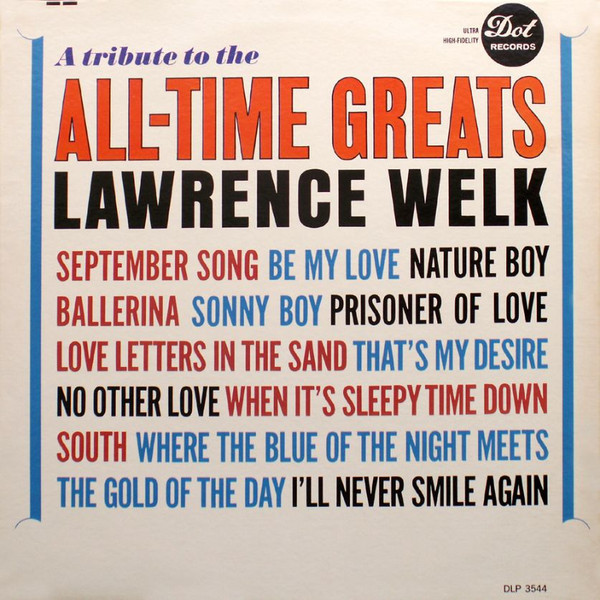 ULTRA
HIGH-FIDELITY
Dot
RECORDS
A tribute to the
ALL-TIME GREATS
LAWRENCE WELK
SEPTEMBER SONG BE MY LOVE NATURE BOY
BALLERINA SONNY BOY PRISONER OF LOVE
LOVE LETTERS IN THE SAND THAT'S MY DESIRE
NO OTHER LOVE WHEN IT'S SLEEPY TIME DOWN
SOUTH WHERE THE BLUE OF THE NIGHT MEETS
THE GOLD OF THE DAY I'LL NEVER SMILE AGAIN
DLP 3544